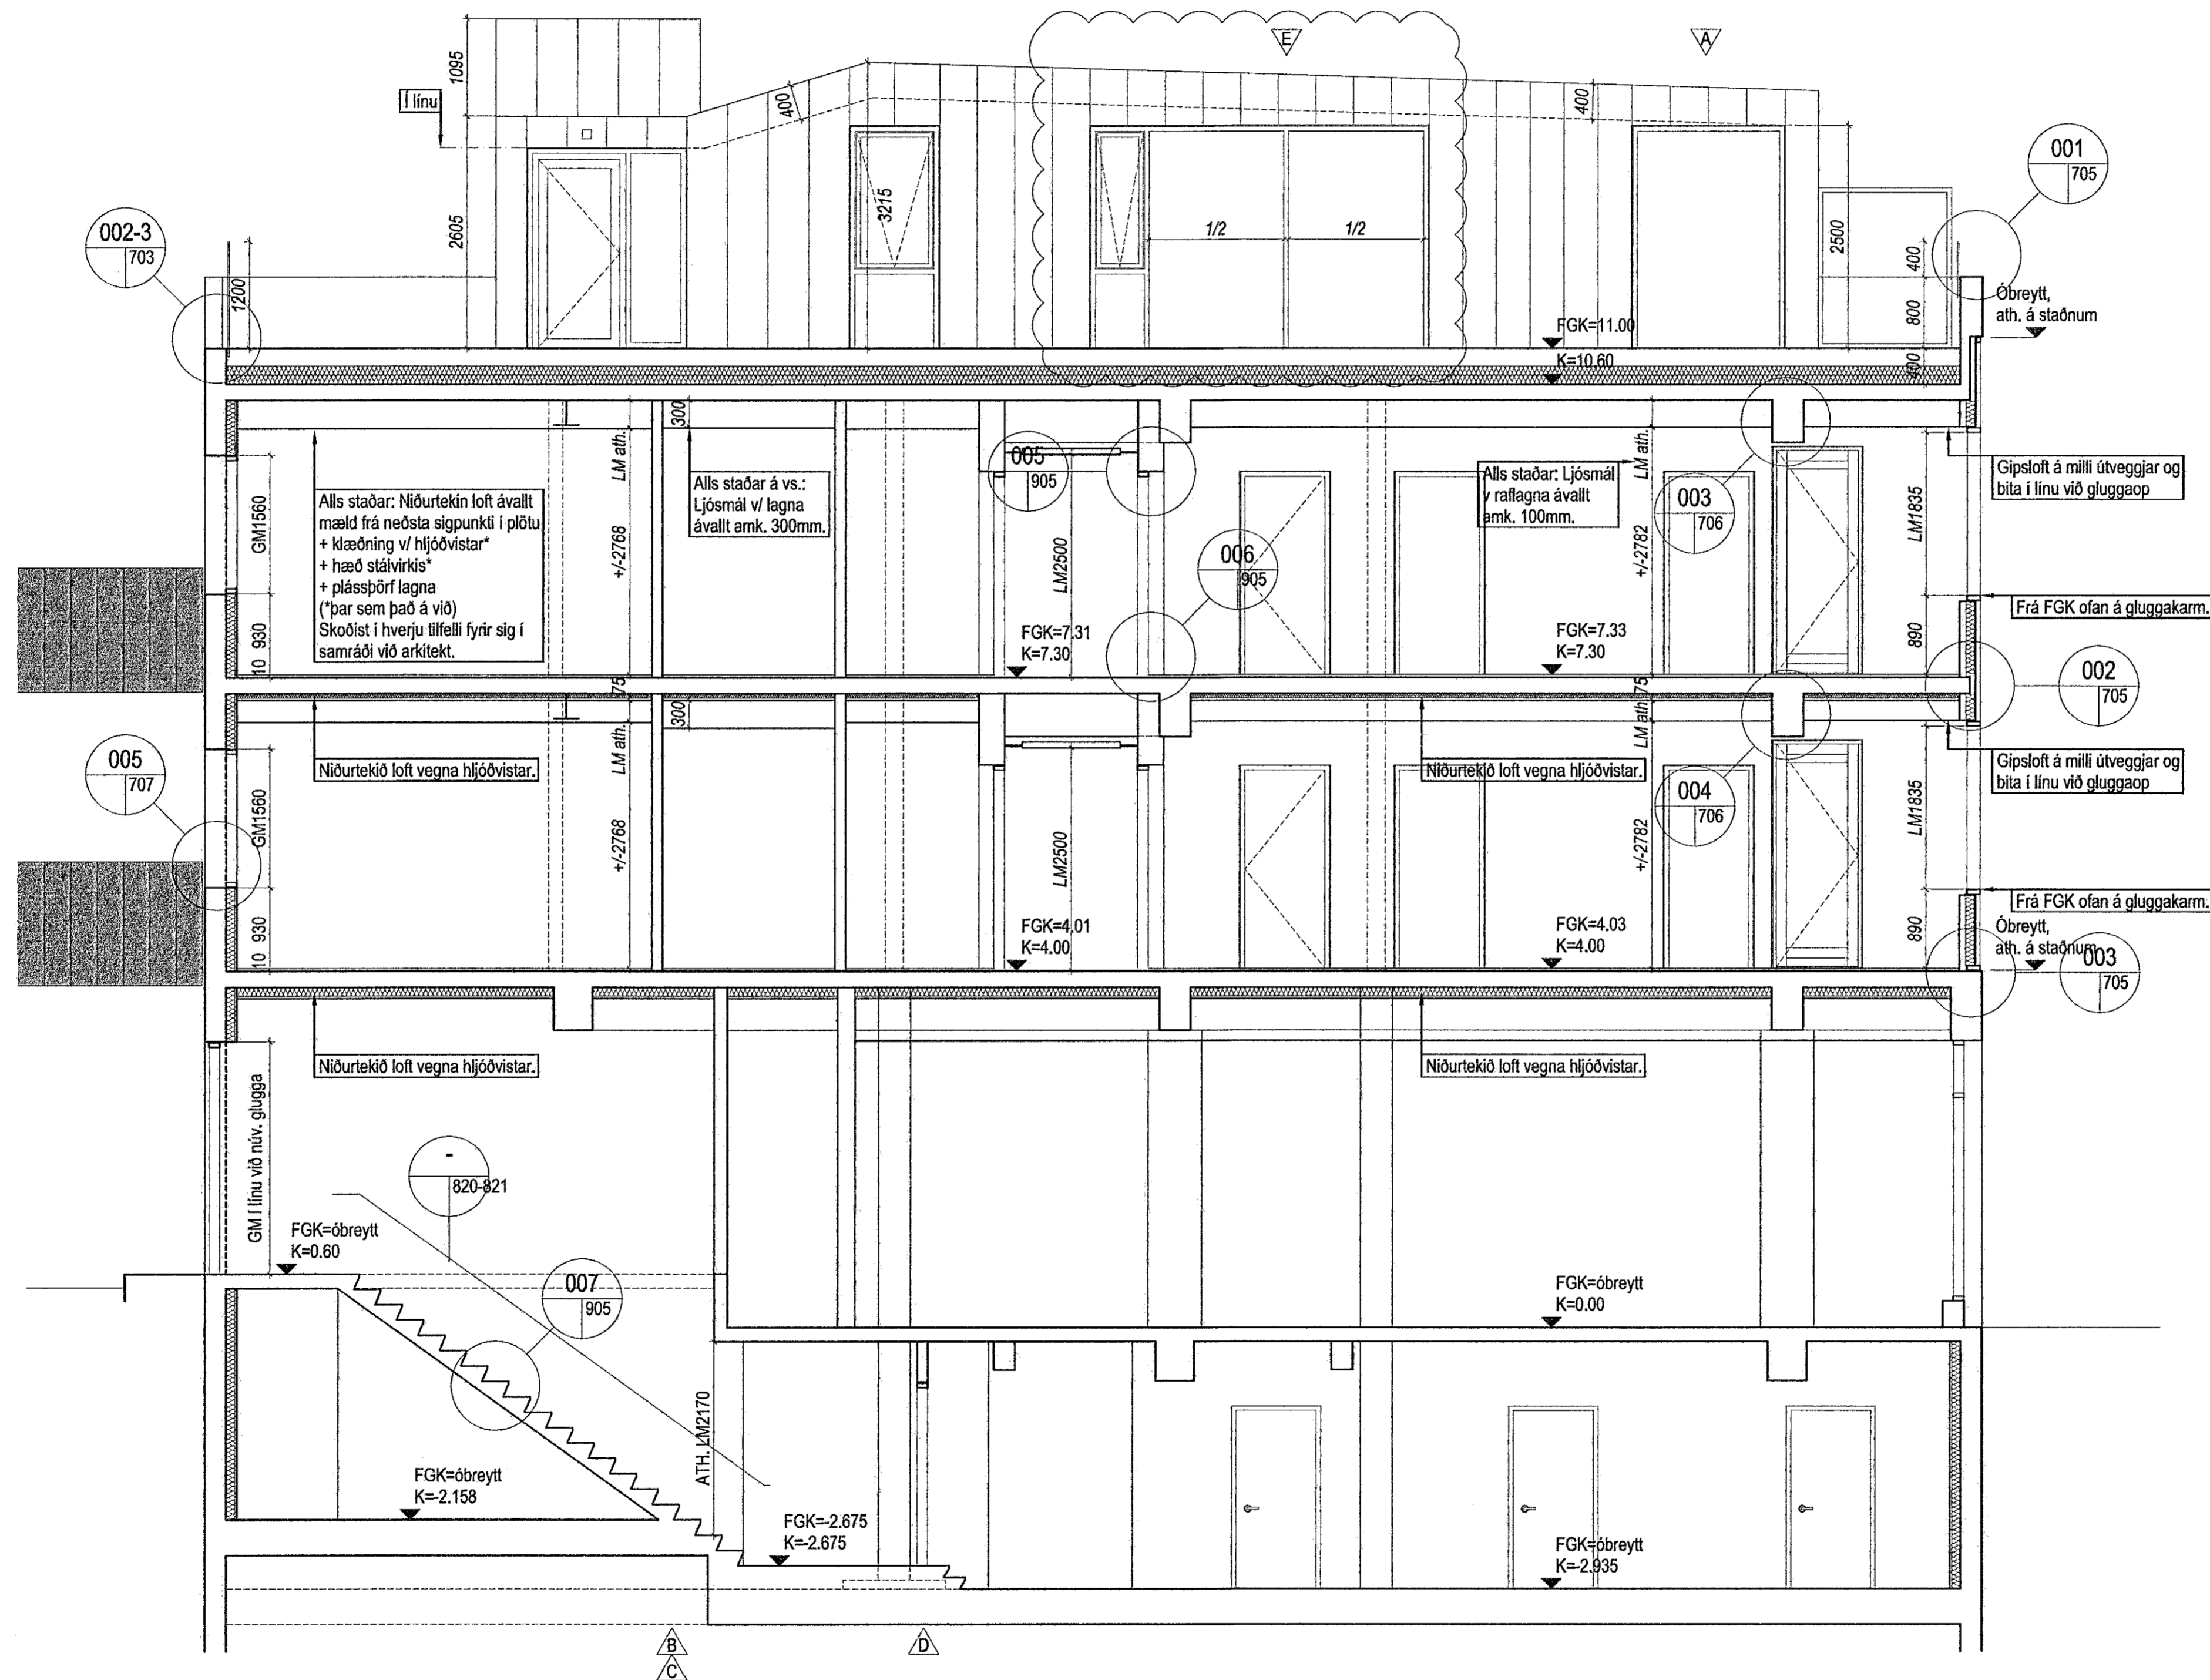 E
A
1095
Í línu
400
400
001
705
3215
2605
1/2
1/2
2500
400
002-3
703
1200
800
Óbreytt,
ath. á staðnum
FGK=11.00
K=10.60
400
300
LM ath.
LM ath.
005
905
Alls staðar: Niðurtekin loft ávallt
mæld frá neðsta sigpunkti í plötu
+ klæðning v/ hljóðvistar*
+ hæð stálvirkis*
+ plássþörf lagna
(*þar sem það á við)
Skoðist í hverju tilfelli fyrir sig í
samráði við arkitekt.
Alls staðar á vs.:
Ljósmál v/ lagna
ávallt amk. 300mm.
Alls staðar: Ljósmál
v raflagna ávallt
amk. 100mm.
003
706
Gipsloft á milli útveggjar og
bita í línu við gluggaop
GM1560
+/-2768
LM2500
006
905
+/-2782
LM1835
Frá FGK ofan á gluggakarm.
930
10
FGK=7.31
K=7.30
FGK=7.33
K=7.30
890
002
705
75
75
300
LM ath.
LM ath.
Niðurtekið loft vegna hljóðvistar.
Niðurtekið loft vegna hljóðvistar.
Gipsloft á milli útveggjar og
bita í línu við gluggaop
005
707
004
706
GM1560
+/-2768
LM2500
+/-2782
LM1835
Frá FGK ofan á gluggakarm.
930
10
FGK=4.01
K=4.00
FGK=4.03
K=4.00
890
Óbreytt,
ath. á staðnum
003
705
Niðurtekið loft vegna hljóðvistar.
Niðurtekið loft vegna hljóðvistar.
GM í línu við núv. glugga
-
820-821
FGK=óbreytt
K=0.60
007
905
FGK=óbreytt
K=0.00
ATH. LM2170
FGK=óbreytt
K=-2.158
FGK=-2.675
K=-2.675
FGK=óbreytt
K=-2.935
B
C
D